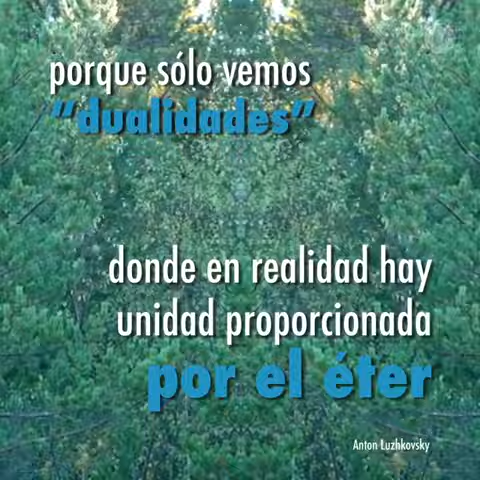 porque sólo vemos
"dualidades"
donde en realidad hay
unidad proporcionada
por el éter
Anton Luzhkovsky